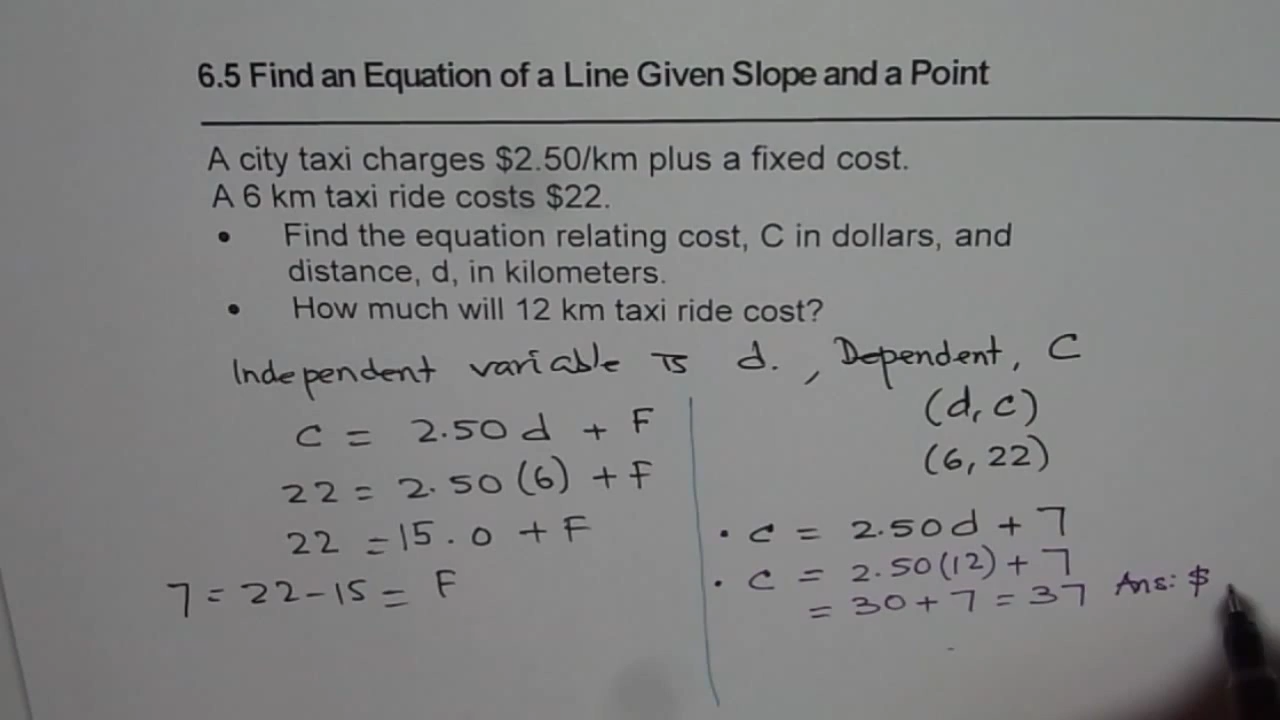 6.5 Find an Equation of a Line Given Slope and a Point
A city taxi charges $2.50/km plus a fixed cost.
A 6 km taxi ride costs $22.
• Find the equation relating cost, C in dollars, and
distance, d, in kilometers.
• How much will 12 km taxi ride cost?
Independent variable is d. , Dependent, C
(d, c)
(6, 22)
C = 2.50 d + F
22 = 2.50 (6) + F
22 = 15.0 + F
7 = 22 - 15 = F
• C = 2.50d + 7
• C = 2.50(12) + 7
= 30 + 7 = 37 Ans: $